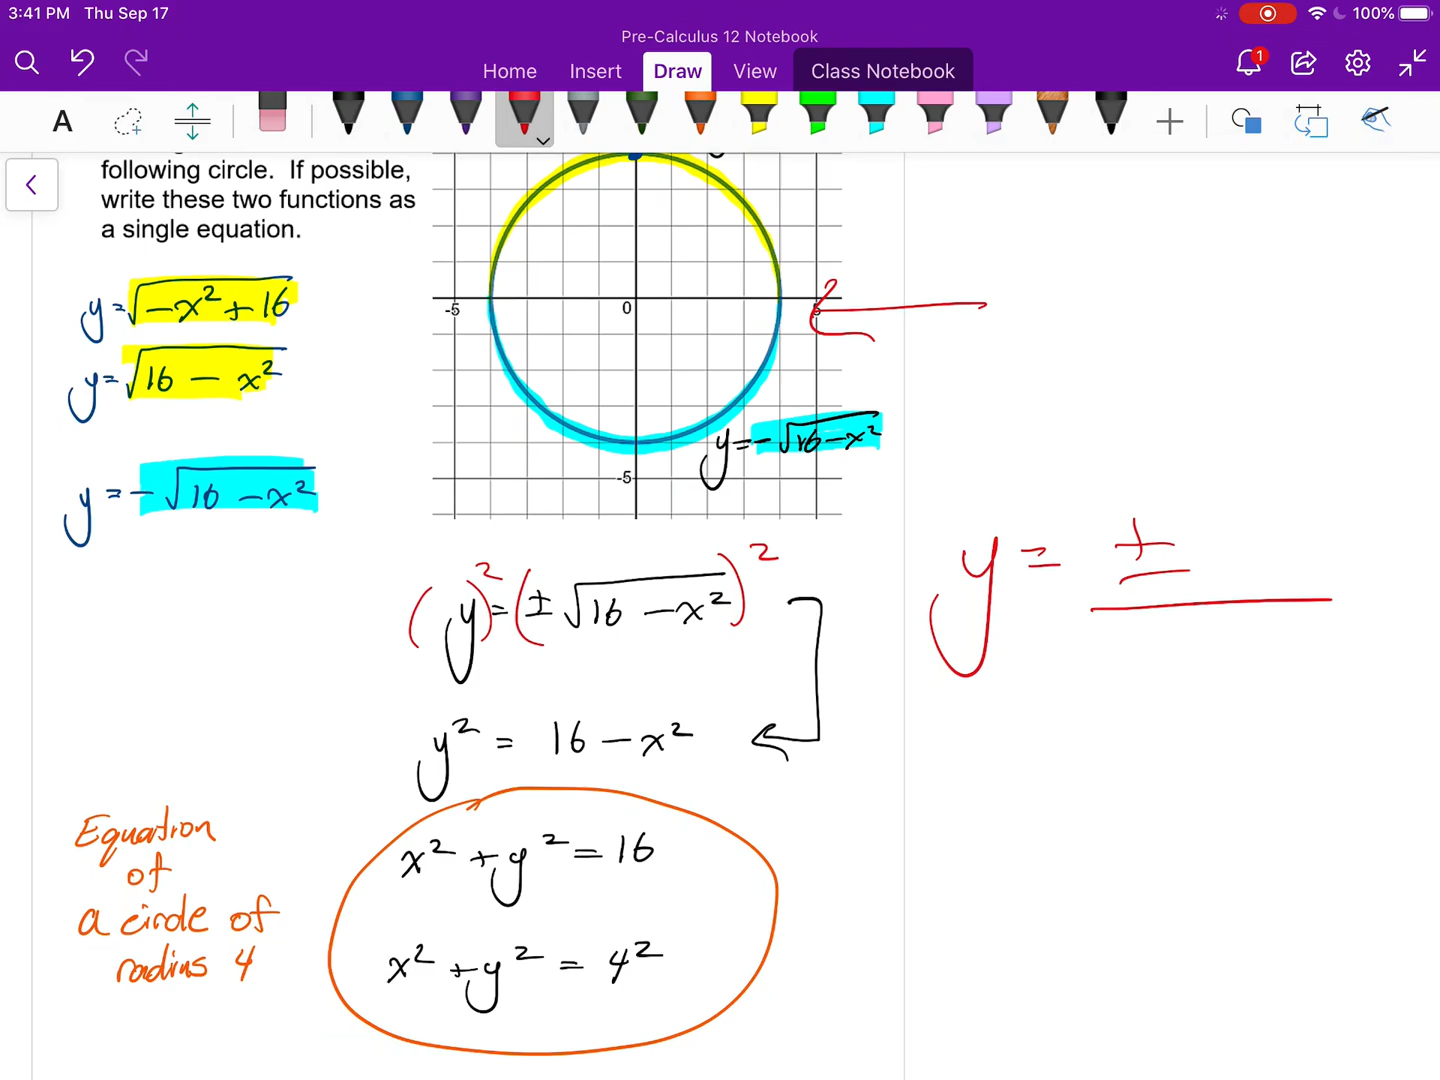 3:41 PM Thu Sep 17
100%
Pre-Calculus 12 Notebook
Home Insert Draw View Class Notebook
1
A
following circle. If possible,
write these two functions as
a single equation.
-5 0 5
-5
y = √(-x² + 16)
y = √(16 - x²)
y = -√(16 - x²)
y = -√(16 - x²)
(y)² = (± √(16 - x²))²
y = ±
y² = 16 - x²
x² + y² = 16
x² + y² = 4²
Equation
of
a circle of
radius 4